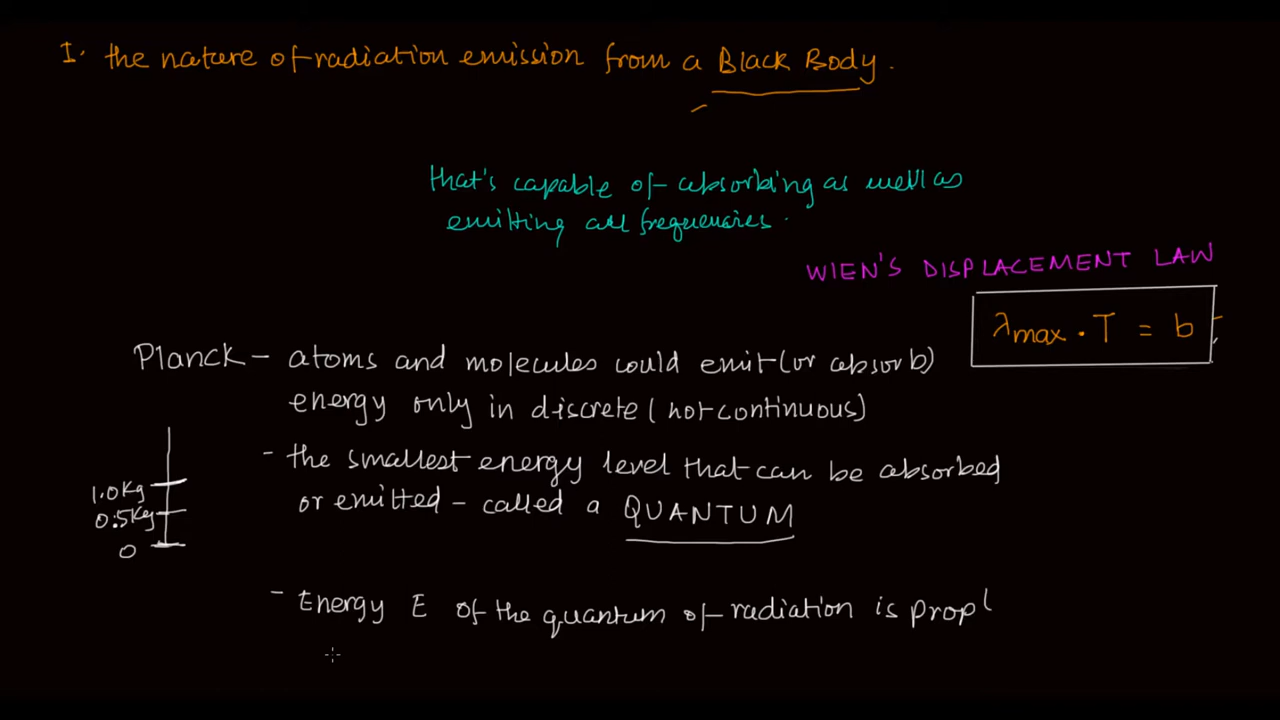 I. the nature of radiation emission from a Black Body.
that's capable of absorbing as well as
emitting all frequencies.
WIEN'S DISPLACEMENT LAW
λmax · T = b
Planck - atoms and molecules could emit (or absorb)
energy only in discrete (not continuous)
- the smallest energy level that can be absorbed
or emitted - called a QUANTUM
1.0Kg
0.5Kg
0
- Energy E of the quantum of radiation is propl